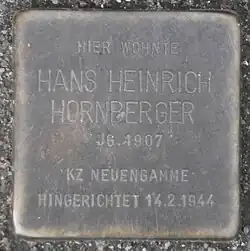 HIER WOHNTE
HANS HEINRICH
HORNBERGER
JG. 1907
KZ NEUENGAMME
HINGERICHTET 14.2.1944